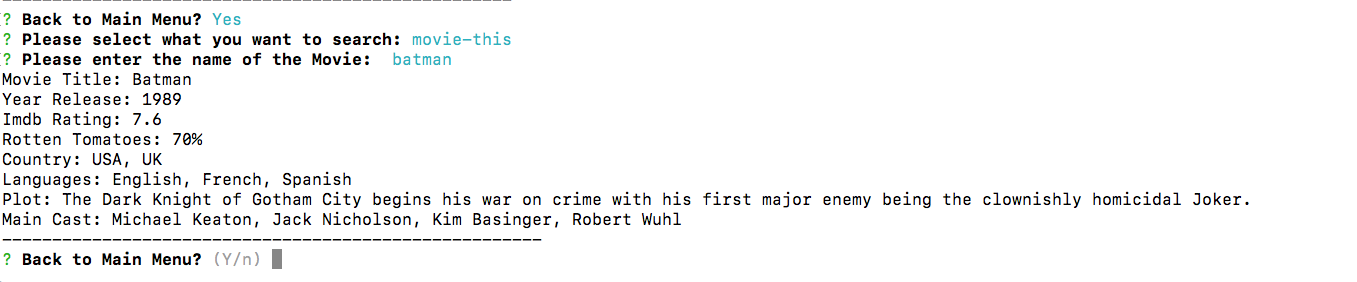 ? Back to Main Menu? Yes
? Please select what you want to search: movie-this
? Please enter the name of the Movie:  batman
Movie Title: Batman
Year Release: 1989
Imdb Rating: 7.6
Rotten Tomatoes: 70%
Country: USA, UK
Languages: English, French, Spanish
Plot: The Dark Knight of Gotham City begins his war on crime with his first major enemy being the clownishly homicidal Joker.
Main Cast: Michael Keaton, Jack Nicholson, Kim Basinger, Robert Wuhl
------------------------------------------------------
? Back to Main Menu? (Y/n)